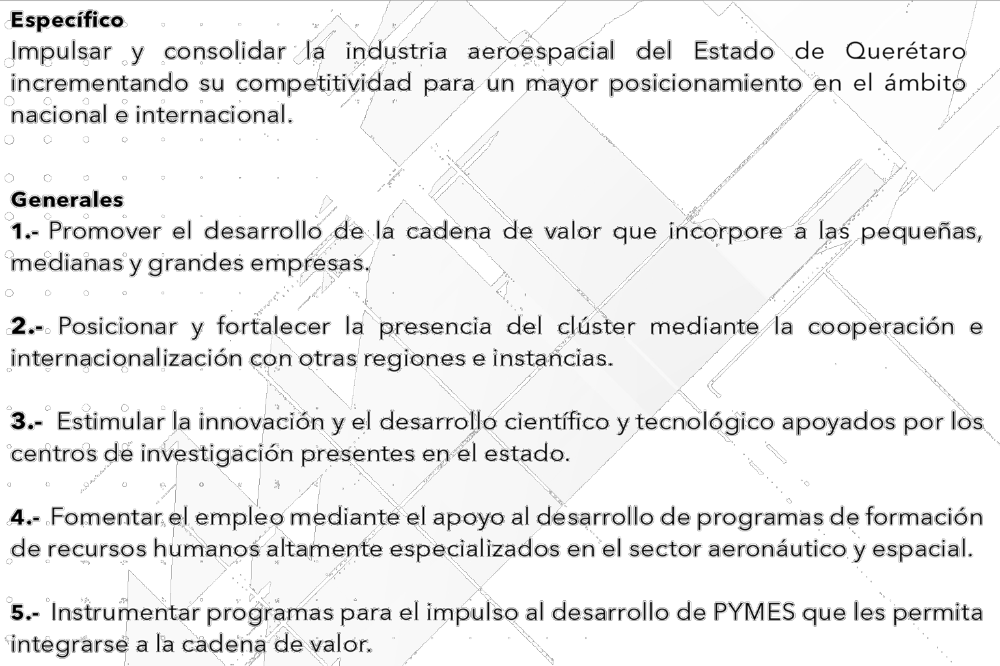 Específico
Impulsar y consolidar la industria aeroespacial del Estado de Querétaro
incrementando su competitividad para un mayor posicionamiento en el ámbito
nacional e internacional.
Generales
1.- Promover el desarrollo de la cadena de valor que incorpore a las pequeñas,
medianas y grandes empresas.
2.- Posicionar y fortalecer la presencia del clúster mediante la cooperación e
internacionalización con otras regiones e instancias.
3.- Estimular la innovación y el desarrollo científico y tecnológico apoyados por los
centros de investigación presentes en el estado.
4.- Fomentar el empleo mediante el apoyo al desarrollo de programas de formación
de recursos humanos altamente especializados en el sector aeronáutico y espacial.
5.- Instrumentar programas para el impulso al desarrollo de PYMES que les permita
integrarse a la cadena de valor.